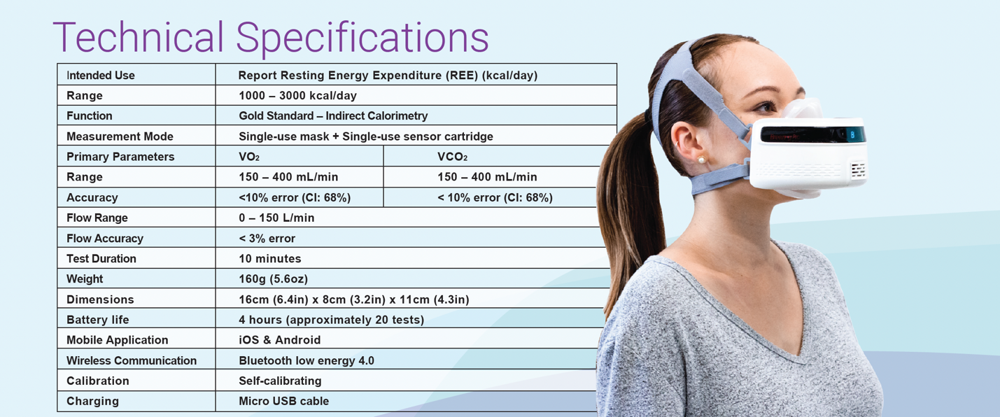 Technical Specifications
Intended Use Report Resting Energy Expenditure (REE) (kcal/day)
Range 1000 – 3000 kcal/day
Function Gold Standard – Indirect Calorimetry
Measurement Mode Single-use mask + Single-use sensor cartridge
Primary Parameters VO₂ VCO₂
Range 150 – 400 mL/min 150 – 400 mL/min
Accuracy <10% error (CI: 68%) < 10% error (CI: 68%)
Flow Range 0 – 150 L/min
Flow Accuracy < 3% error
Test Duration 10 minutes
Weight 160g (5.6oz)
Dimensions 16cm (6.4in) x 8cm (3.2in) x 11cm (4.3in)
Battery life 4 hours (approximately 20 tests)
Mobile Application iOS & Android
Wireless Communication Bluetooth low energy 4.0
Calibration Self-calibrating
Charging Micro USB cable